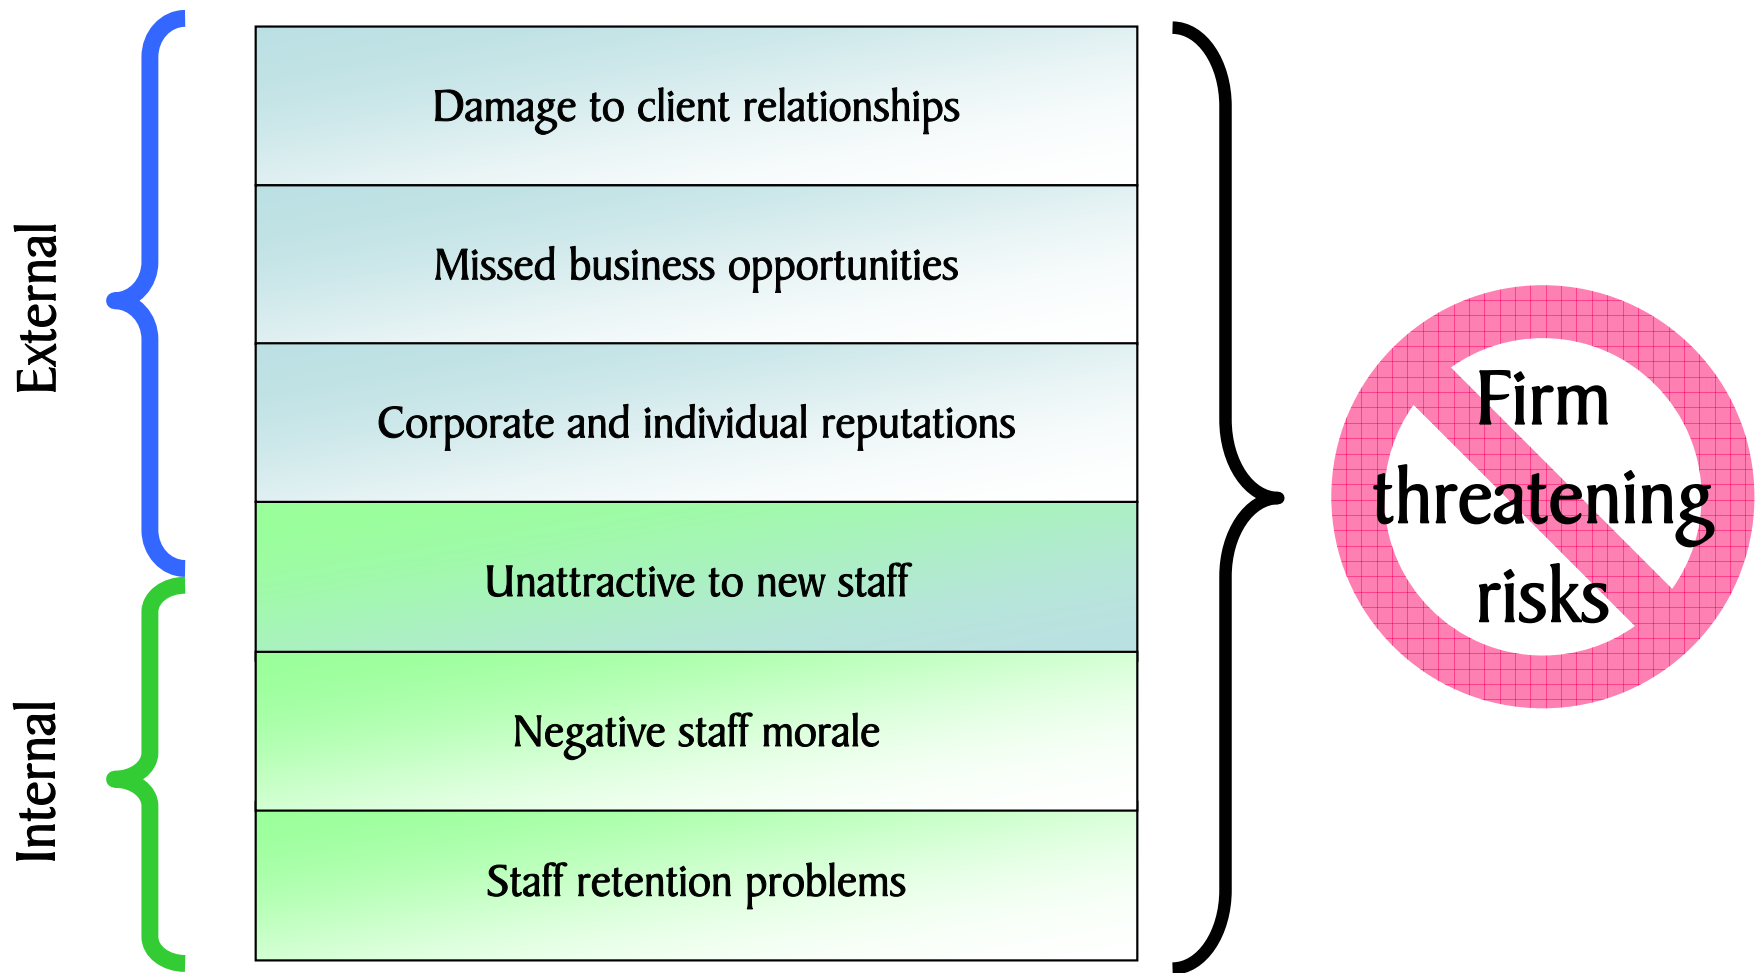 External
Damage to client relationships
Missed business opportunities
Corporate and individual reputations
Unattractive to new staff
Internal
Negative staff morale
Staff retention problems
Firm
threatening
risks